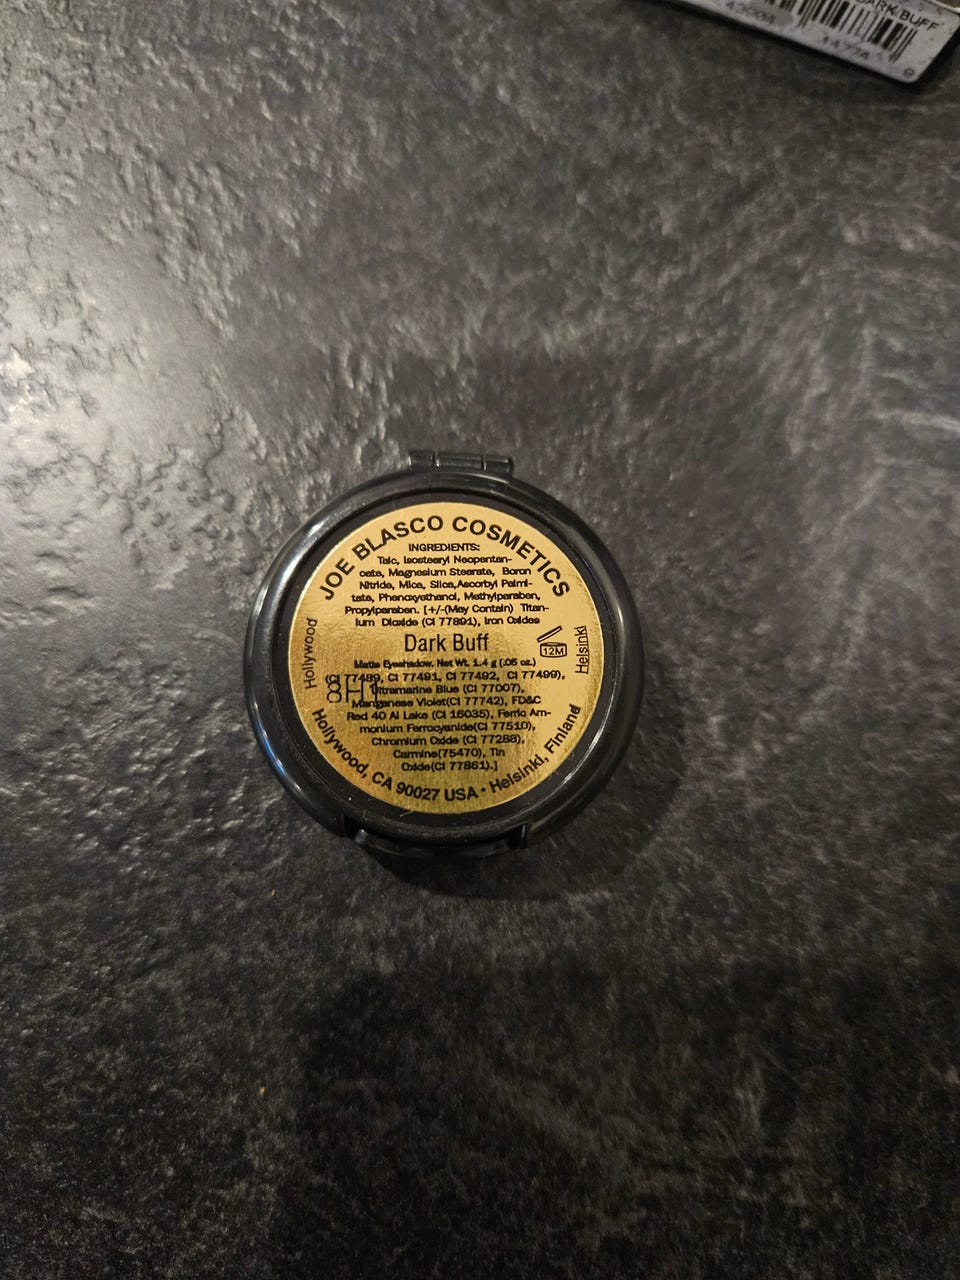 DARK BUFF
JOE BLASCO COSMETICS
INGREDIENTS:
Talc, Isostearyl Neopentan-
oate, Magnesium Stearate, Boron
Nitride, Mica, Silica,Ascorbyl Palmi-
tate, Phenoxyethanol, Methylparaben,
Propylparaben. [+/-(May Contain) Titan-
ium Dioxide (CI 77891), Iron Oxides
Dark Buff
12M
Matte Eyeshadow. Net Wt. 1.4 g (.05 oz.)
77489, CI 77491, CI 77492, CI 77499),
Ultramarine Blue (CI 77007),
Manganese Violet(CI 77742), FD&C
Red 40 Al Lake (CI 16035), Ferric Am-
monium Ferrocyanide(CI 77510),
Chromium Oxide (CI 77288),
Carmine(75470), Tin
Oxide(CI 77861).]
Hollywood
Helsinki
Hollywood, CA 90027 USA • Helsinki, Finland